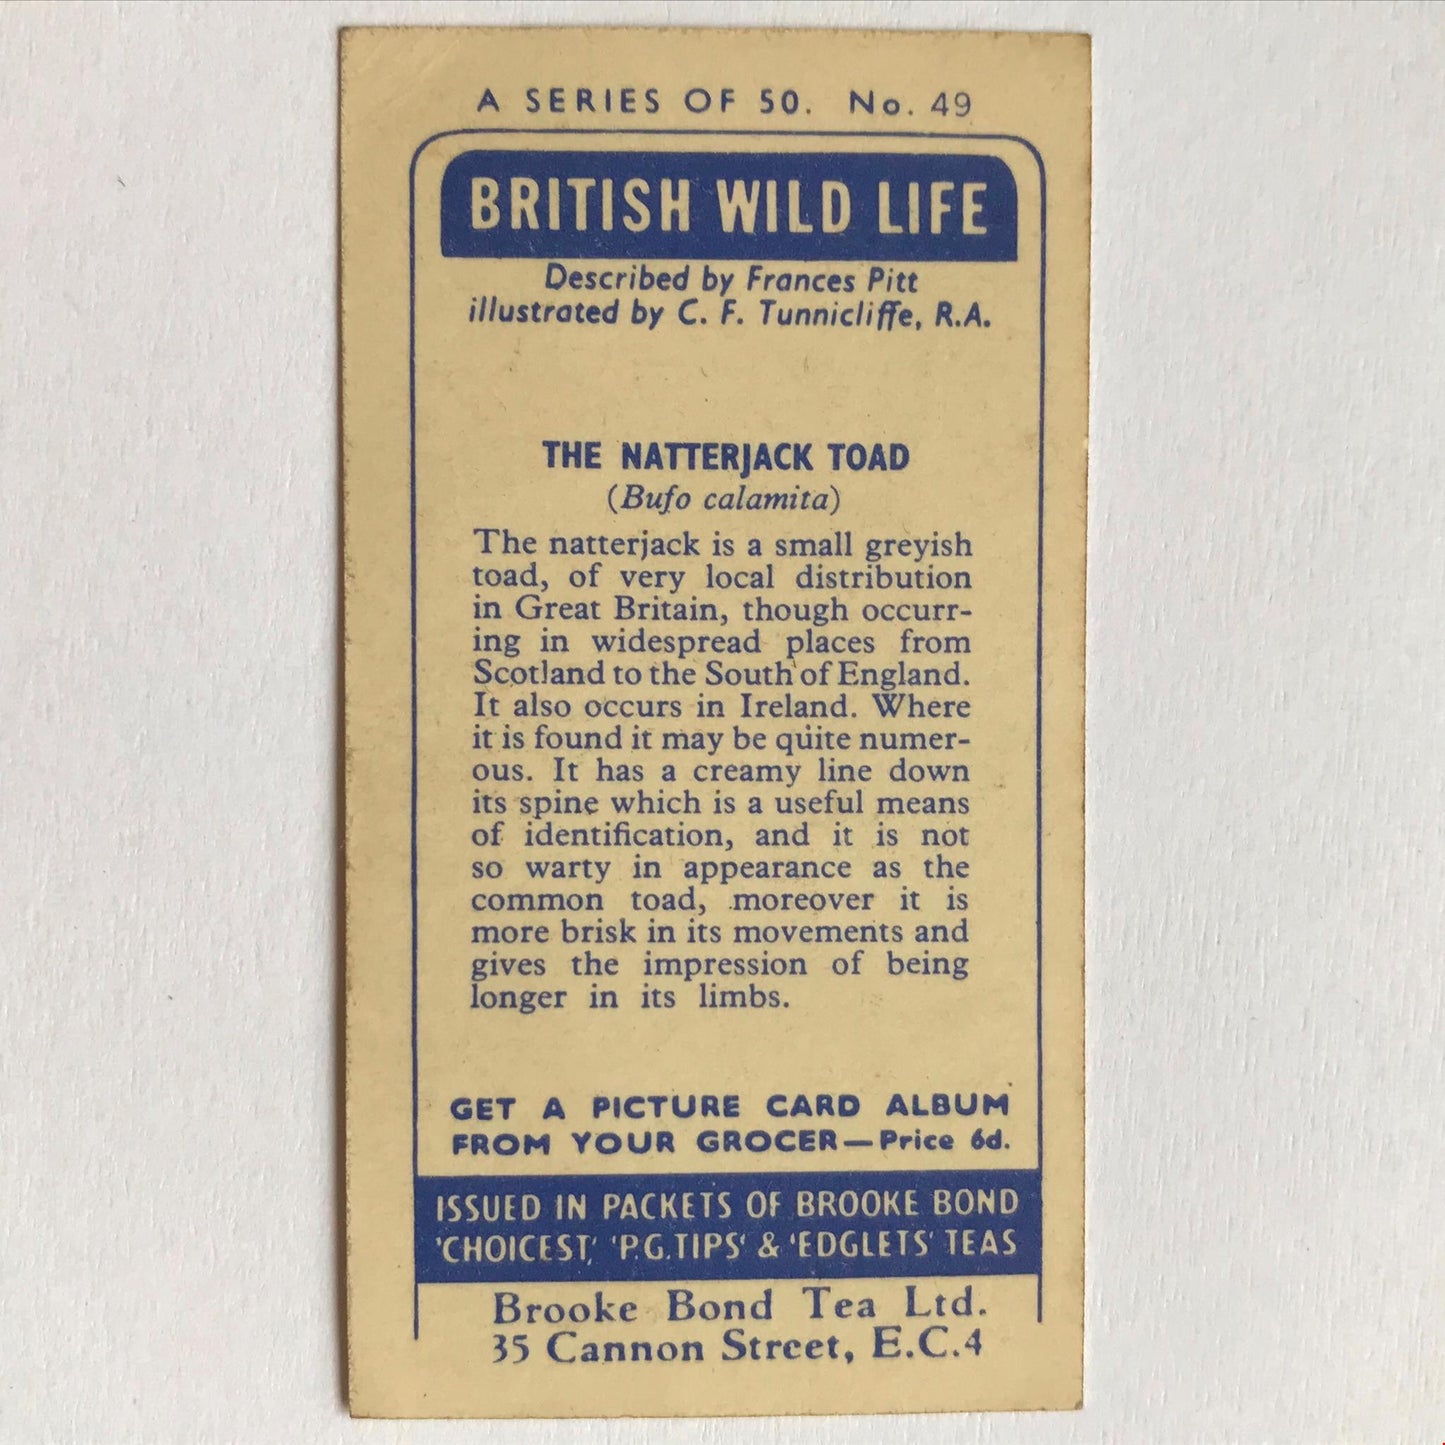 A SERIES OF 50. No. 49
BRITISH WILD LIFE
Described by Frances Pitt
illustrated by C. F. Tunnicliffe, R.A.
THE NATTERJACK TOAD
(Bufo calamita)
The natterjack is a small greyish
toad, of very local distribution
in Great Britain, though occurr-
ing in widespread places from
Scotland to the South of England.
It also occurs in Ireland. Where
it is found it may be quite numer-
ous. It has a creamy line down
its spine which is a useful means
of identification, and it is not
so warty in appearance as the
common toad, moreover it is
more brisk in its movements and
gives the impression of being
longer in its limbs.
GET A PICTURE CARD ALBUM
FROM YOUR GROCER—Price 6d.
ISSUED IN PACKETS OF BROOKE BOND
'CHOICEST,' 'P.G.TIPS' & 'EDGLETS' TEAS
Brooke Bond Tea Ltd.
35 Cannon Street, E.C.4